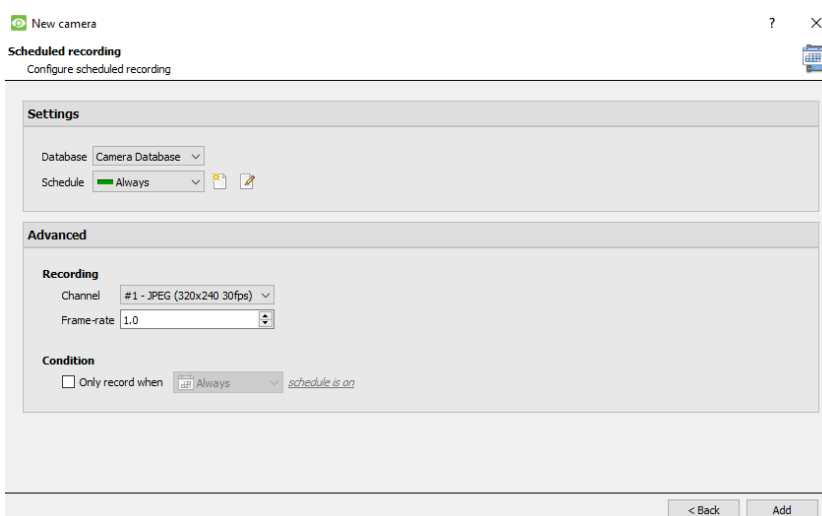 New camera
?
Scheduled recording
Configure scheduled recording
Settings
Database Camera Database
Schedule Always
Advanced
Recording
Channel #1 - JPEG (320x240 30fps)
Frame-rate 1.0
Condition
Only record when Always schedule is on
< Back Add